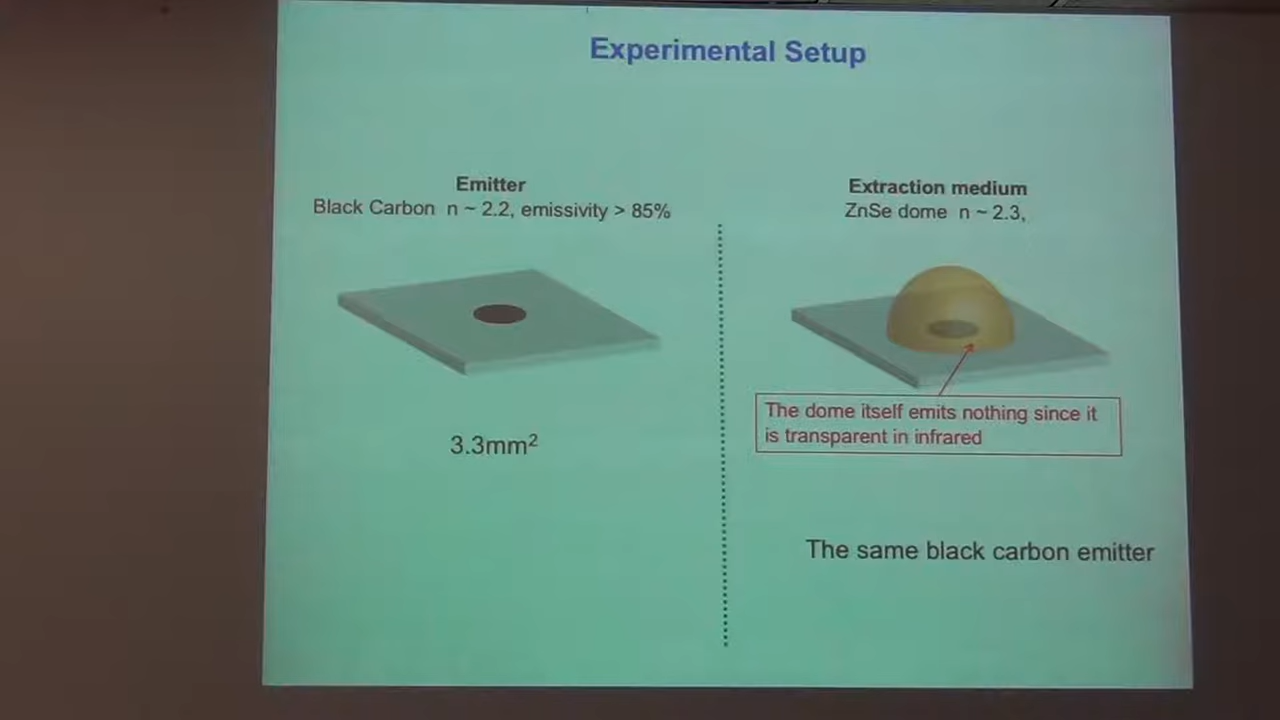 Experimental Setup
Emitter
Black Carbon n ~ 2.2, emissivity > 85%
3.3mm²
Extraction medium
ZnSe dome n ~ 2.3,
The dome itself emits nothing since it
is transparent in infrared
The same black carbon emitter